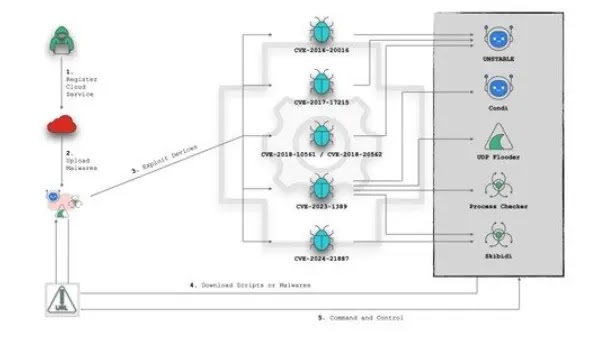 1.
Register
Cloud
Service
2.
Upload
Malwares
3. Exploit Devices
CVE-2016-20016
CVE-2017-17215
CVE-2018-10561 / CVE-2018-20562
CVE-2023-1389
CVE-2024-21887
UNSTABLE
Condi
UDP Flooder
Process Checker
Skibidi
4. Download Scripts or Malwares
5. Command and Control
URL